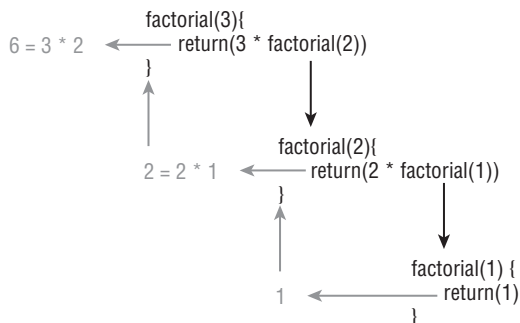 factorial(3){
6 = 3 * 2 return(3 * factorial(2))
}
factorial(2){
2 = 2 * 1 return(2 * factorial(1))
}
factorial(1) {
1 return(1)
}